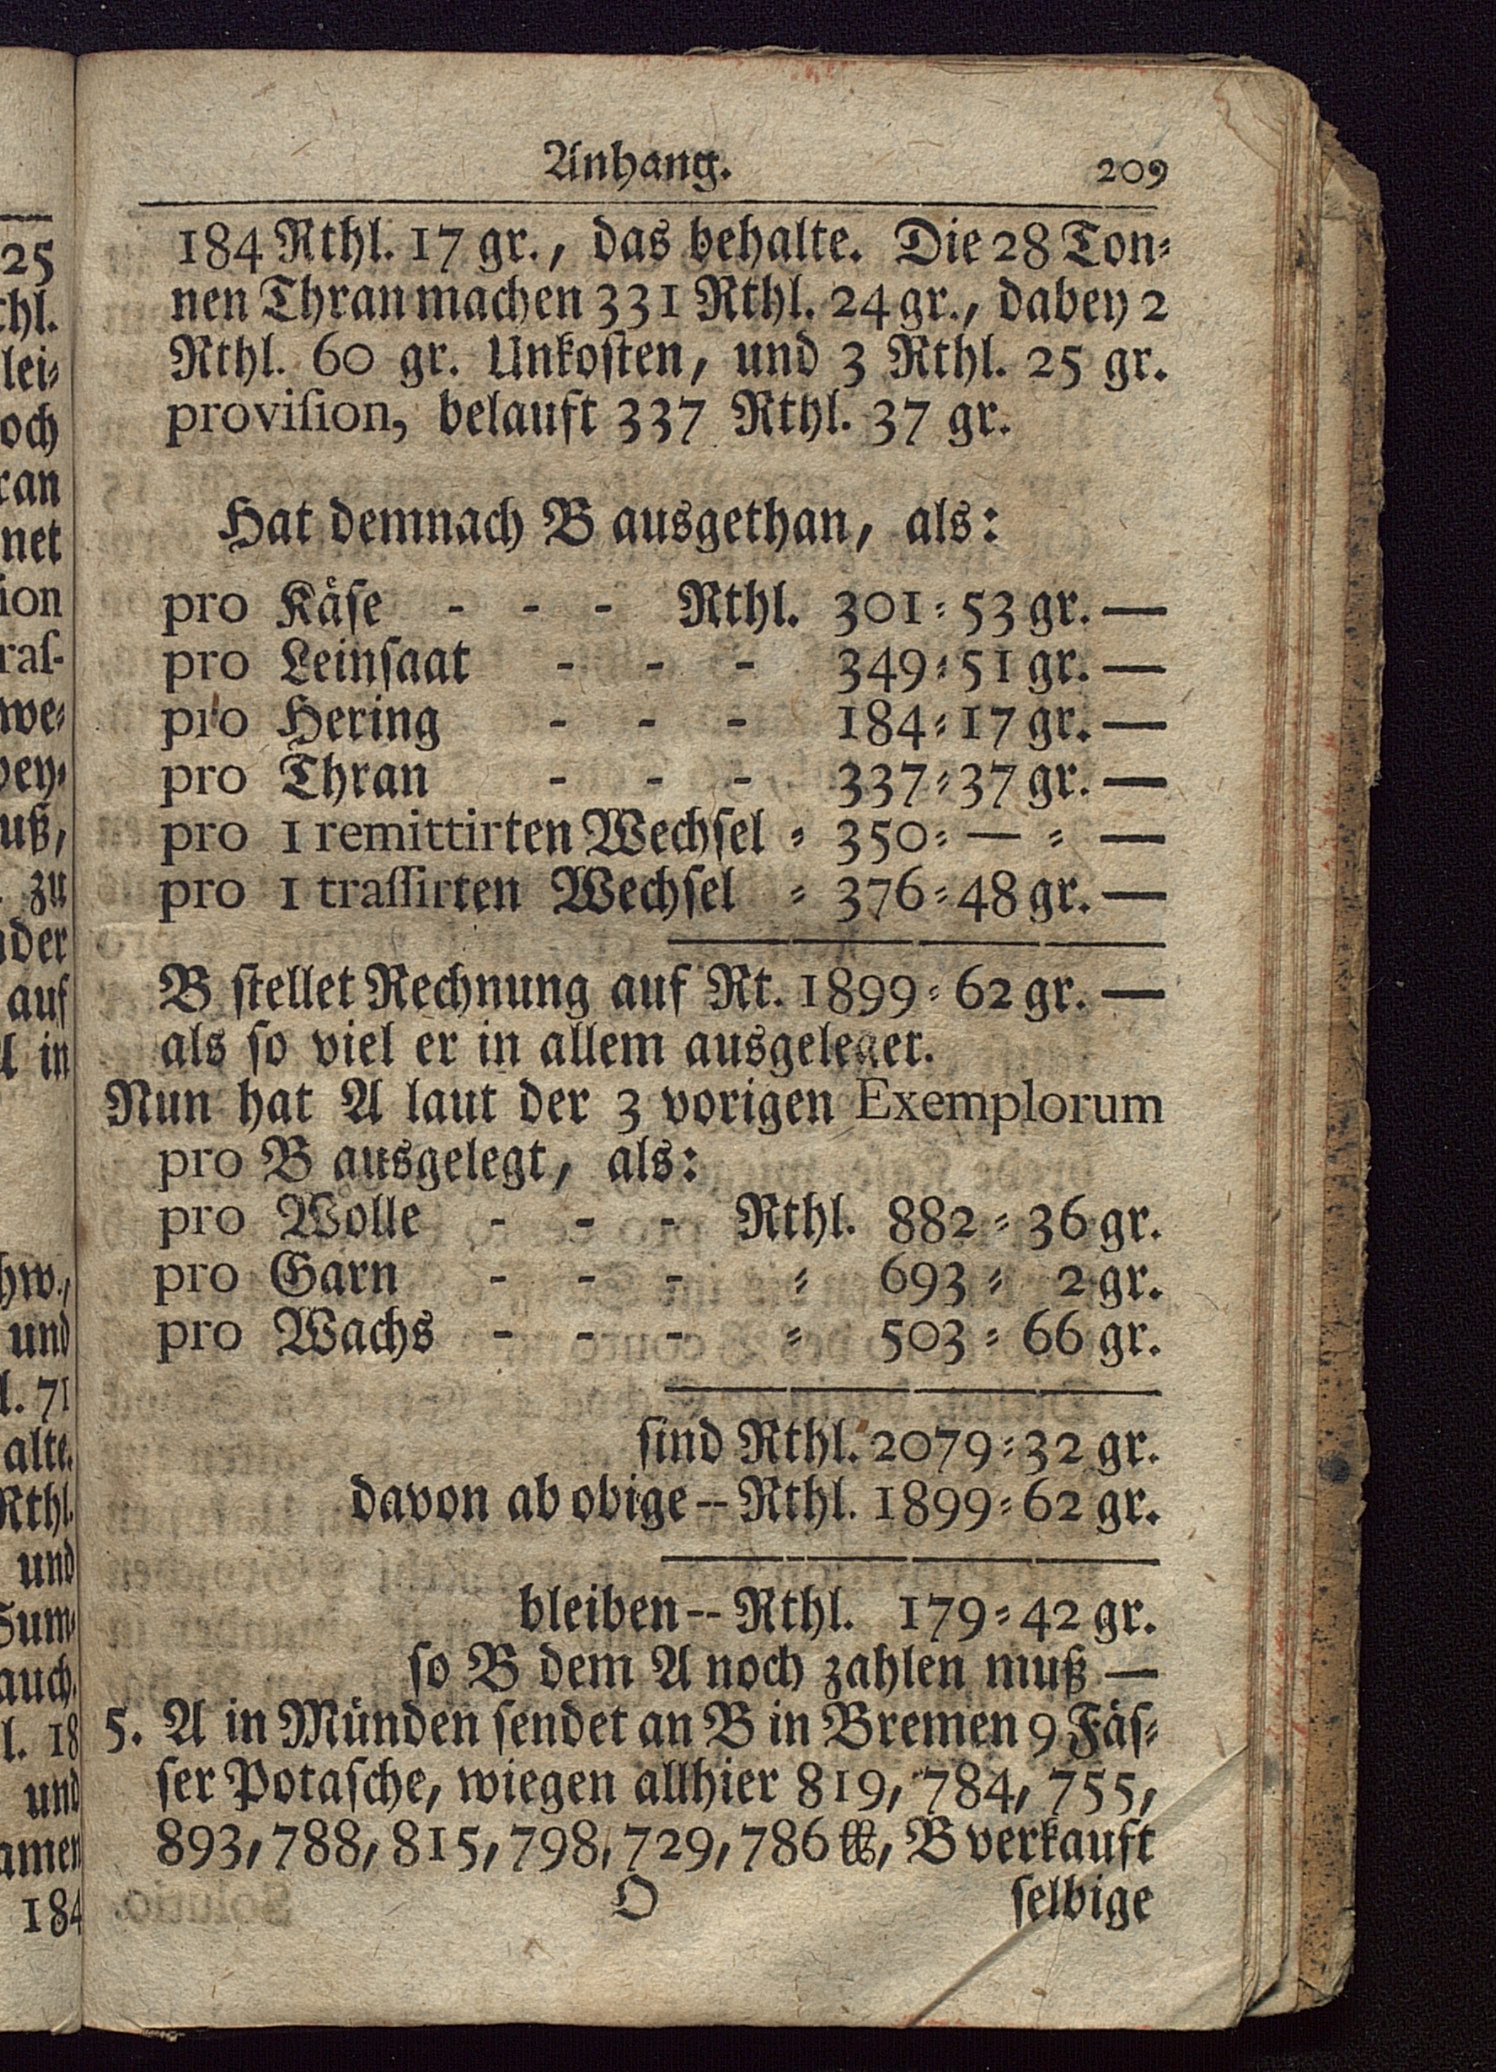 Anhang. 209
184 Rthl. 17 gr., das behalte. Die 28 Ton⸗
nen Thran machen 331 Rthl. 24 gr., dabey 2
Rthl. 60 gr. Unkoſten, und 3 Rthl. 25 gr.
proviſion, belauft 337 Rthl. 37 gr.
Hat demnach B ausgethan, als:
pro Käſe - - - Rthl. 301⸗53 gr. —
pro Leinſaat - - - 349⸗51 gr. —
pro Hering - - - 184⸗17 gr. —
pro Thran - - - 337⸗37 gr. —
pro 1 remittirten Wechſel ⸗ 350⸗ — ⸗ —
pro 1 traſſirten Wechſel ⸗ 376⸗48 gr. —
B ſtellet Rechnung auf Rt. 1899⸗62 gr. —
als ſo viel er in allem ausgeleget.
Nun hat A laut der 3 vorigen Exemplorum
pro B ausgelegt, als:
pro Wolle - - - Rthl. 882⸗36 gr.
pro Garn - - - ⸗ 693⸗ 2 gr.
pro Wachs - - - ⸗ 503⸗66 gr.
ſind Rthl. 2079⸗32 gr.
davon ab obige -- Rthl. 1899⸗62 gr.
bleiben -- Rthl. 179⸗42 gr.
ſo B dem A noch zahlen muß —
5. A in Münden ſendet an B in Bremen 9 Fäſ⸗
ſer Potaſche, wiegen allhier 819, 784, 755,
893, 788, 815, 798, 729, 786 ℔, B verkauft
O ſelbige